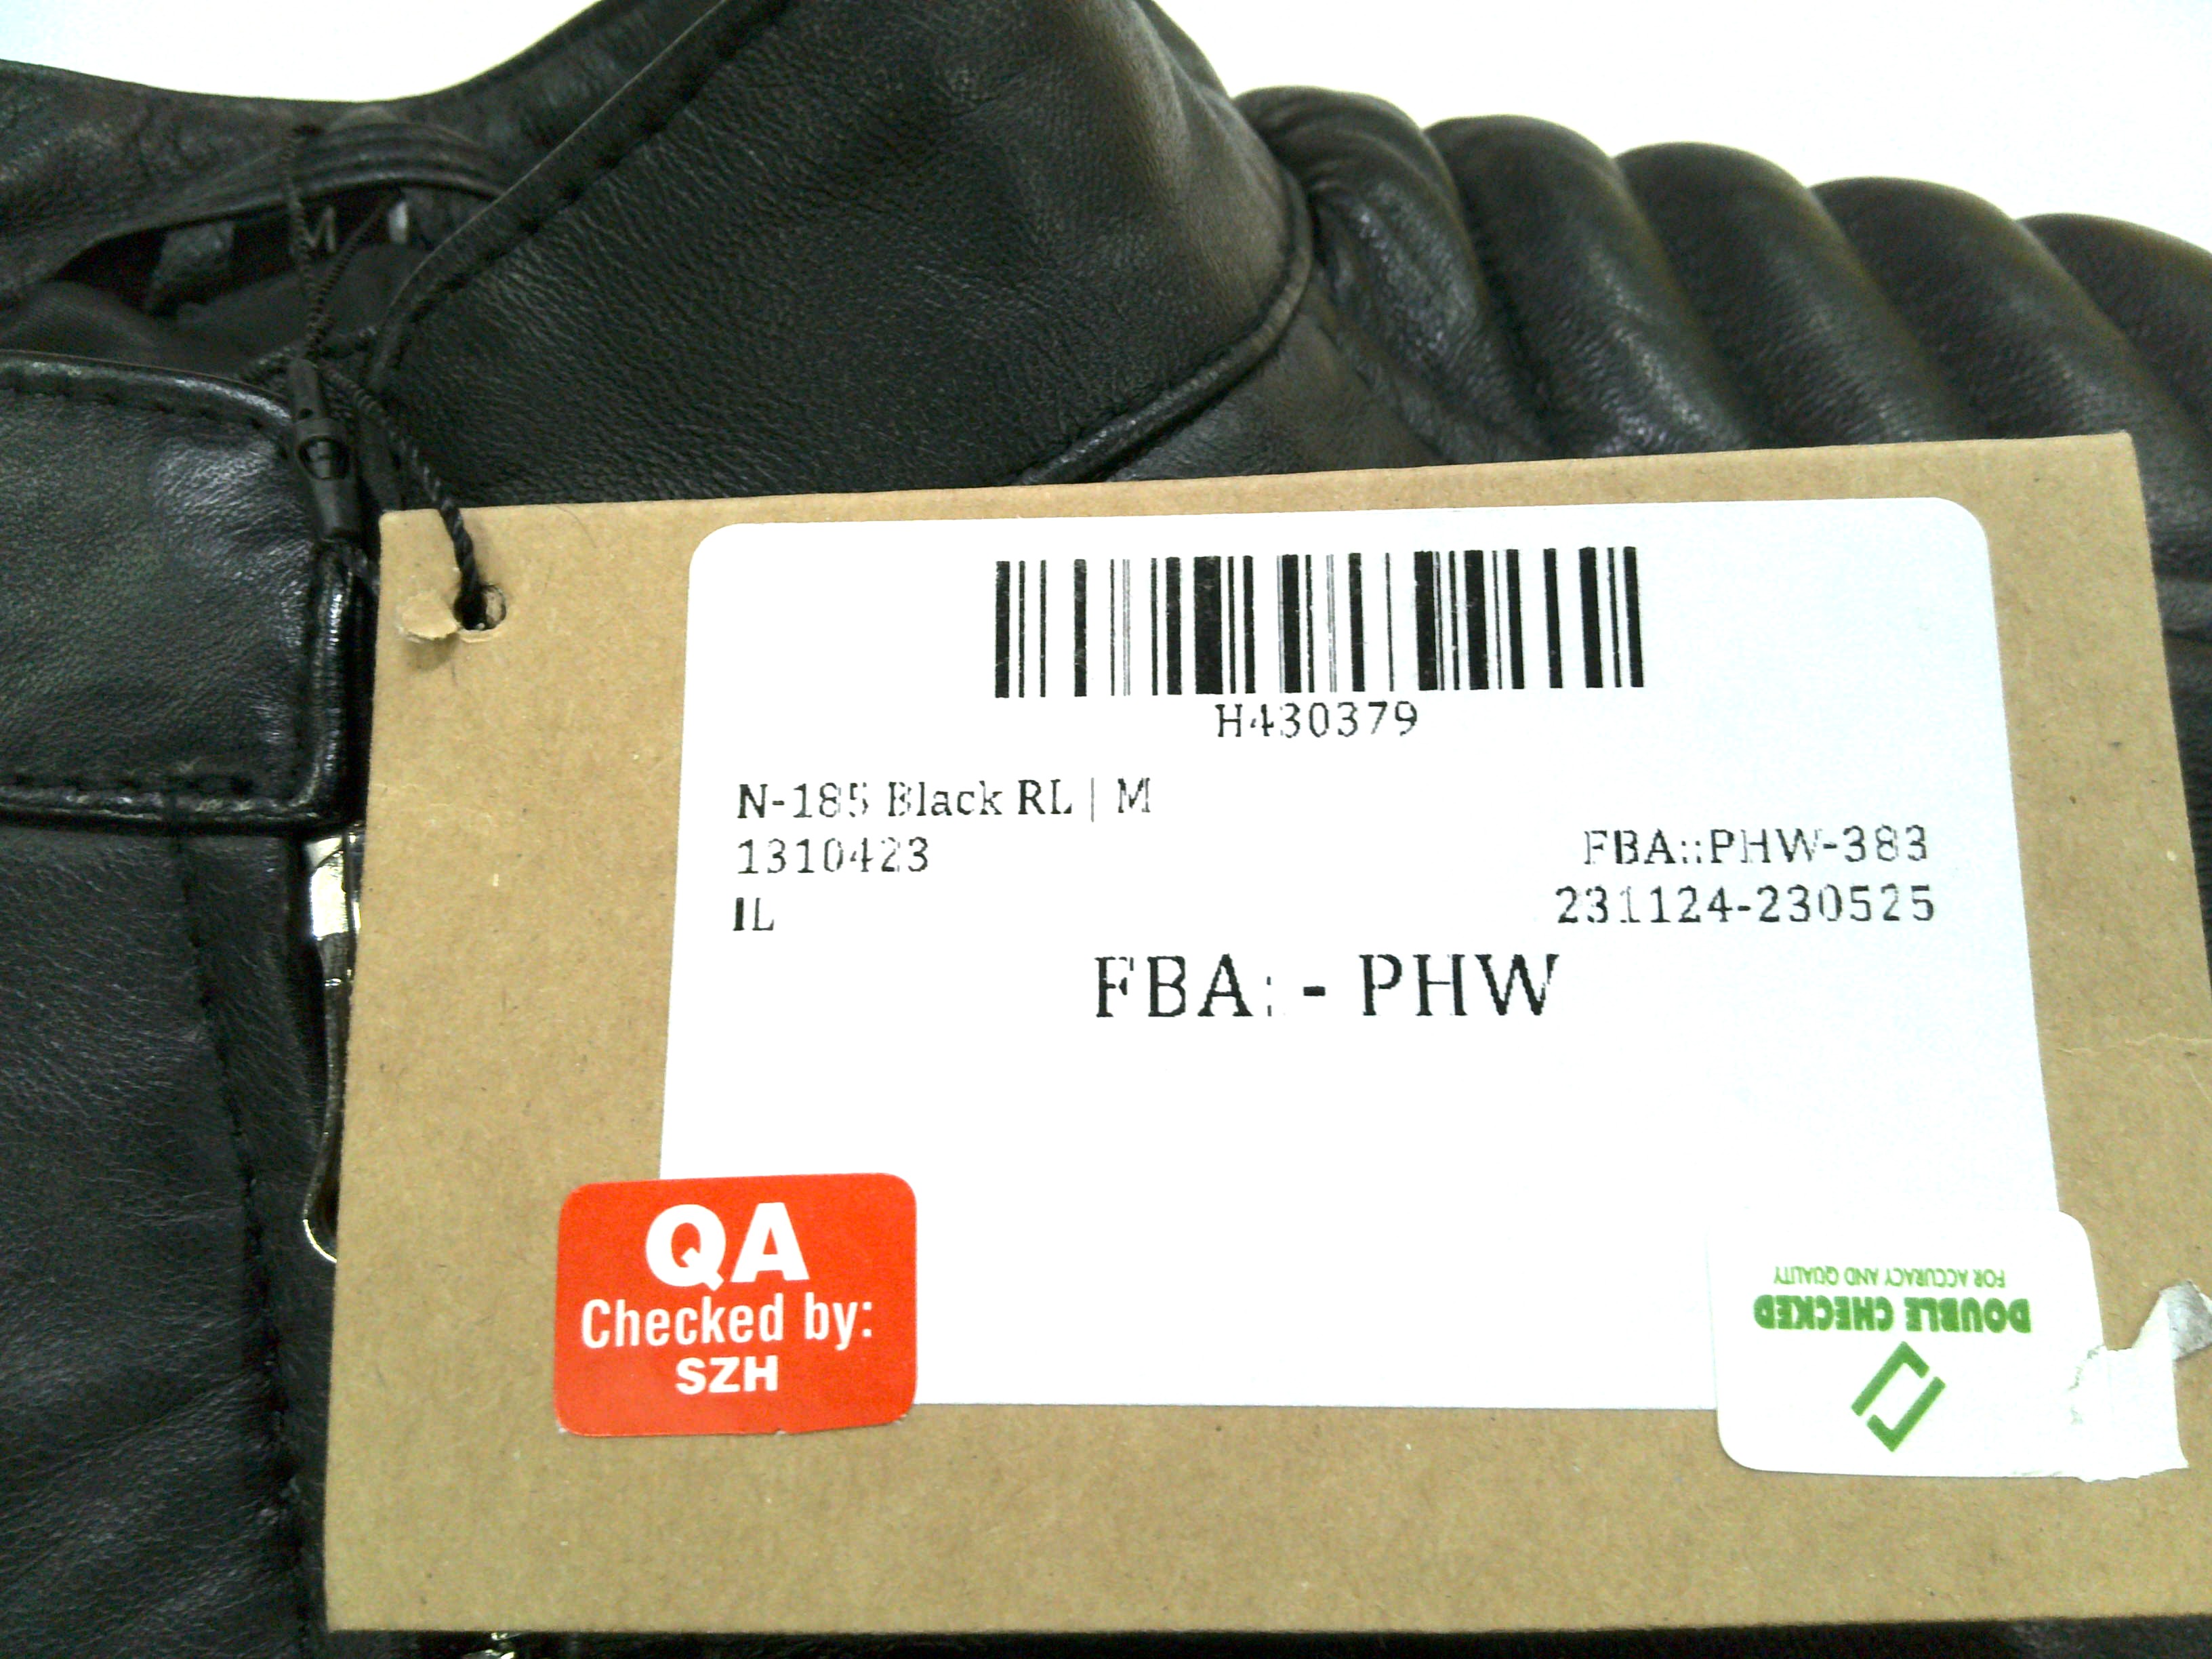 H430379
N-185 Black RL | M
1310423
FBA::PHW-383
IL
231124-230525
FBA: - PHW
QA
Checked by:
SZH
DOUBLE CHECKED
FOR ACCURACY AND QUALITY